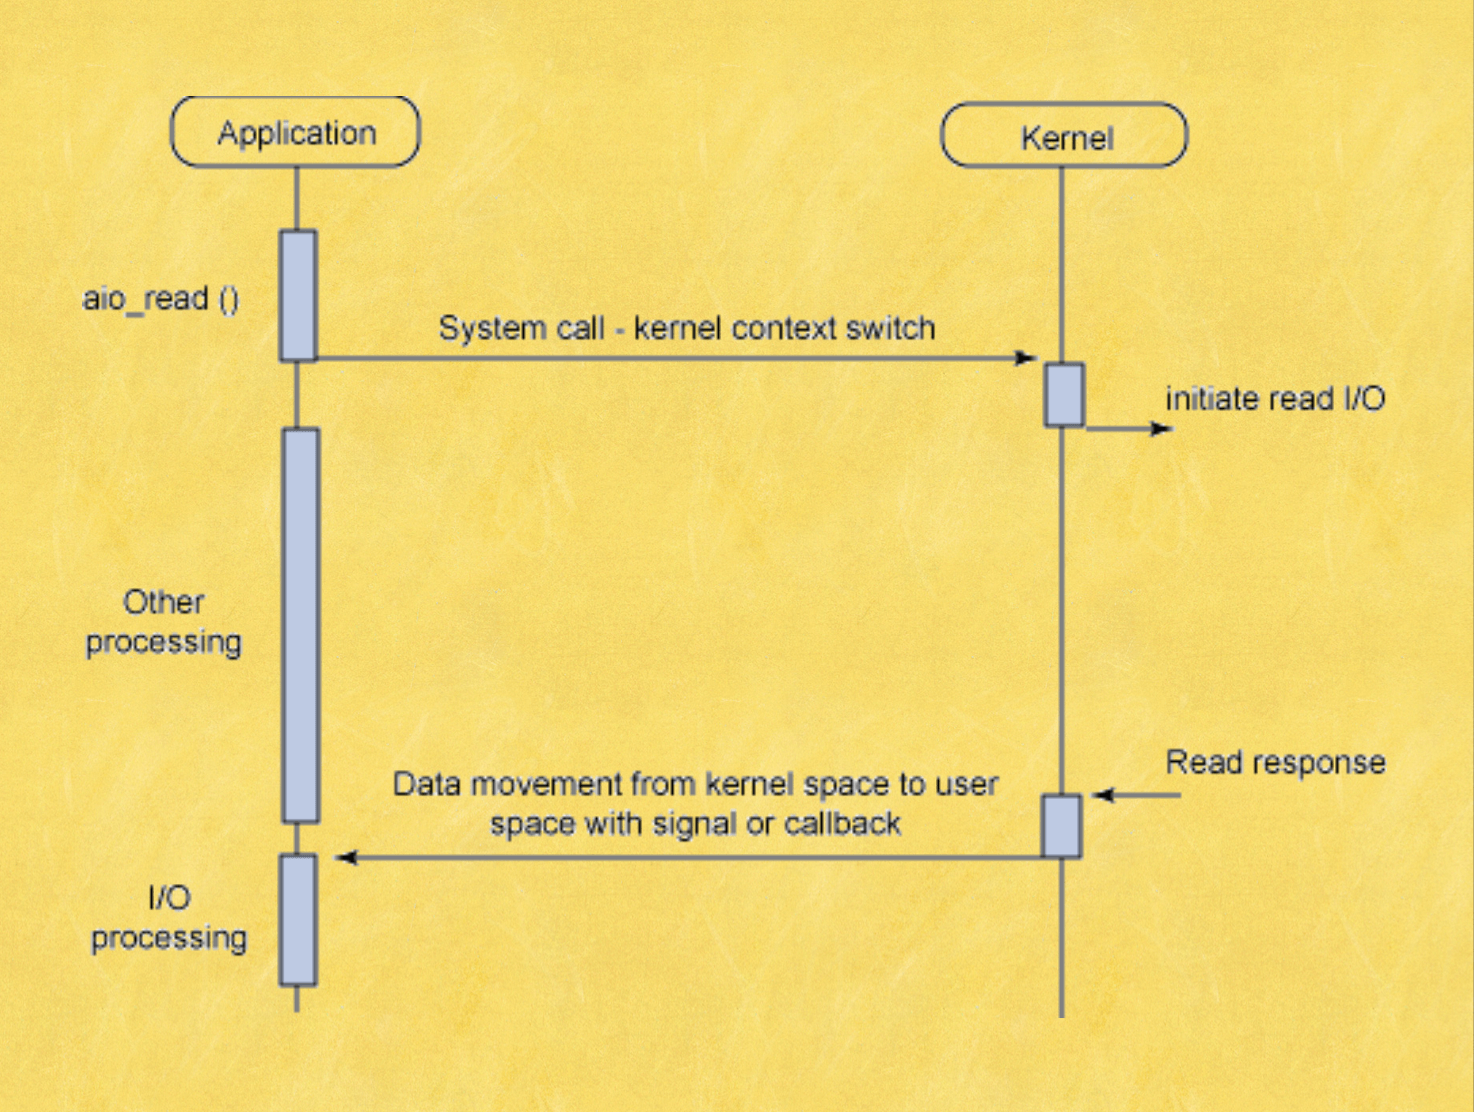 Application
Kernel
aio_read ()
System call - kernel context switch
initiate read I/O
Other
processing
Read response
Data movement from kernel space to user
space with signal or callback
I/O
processing